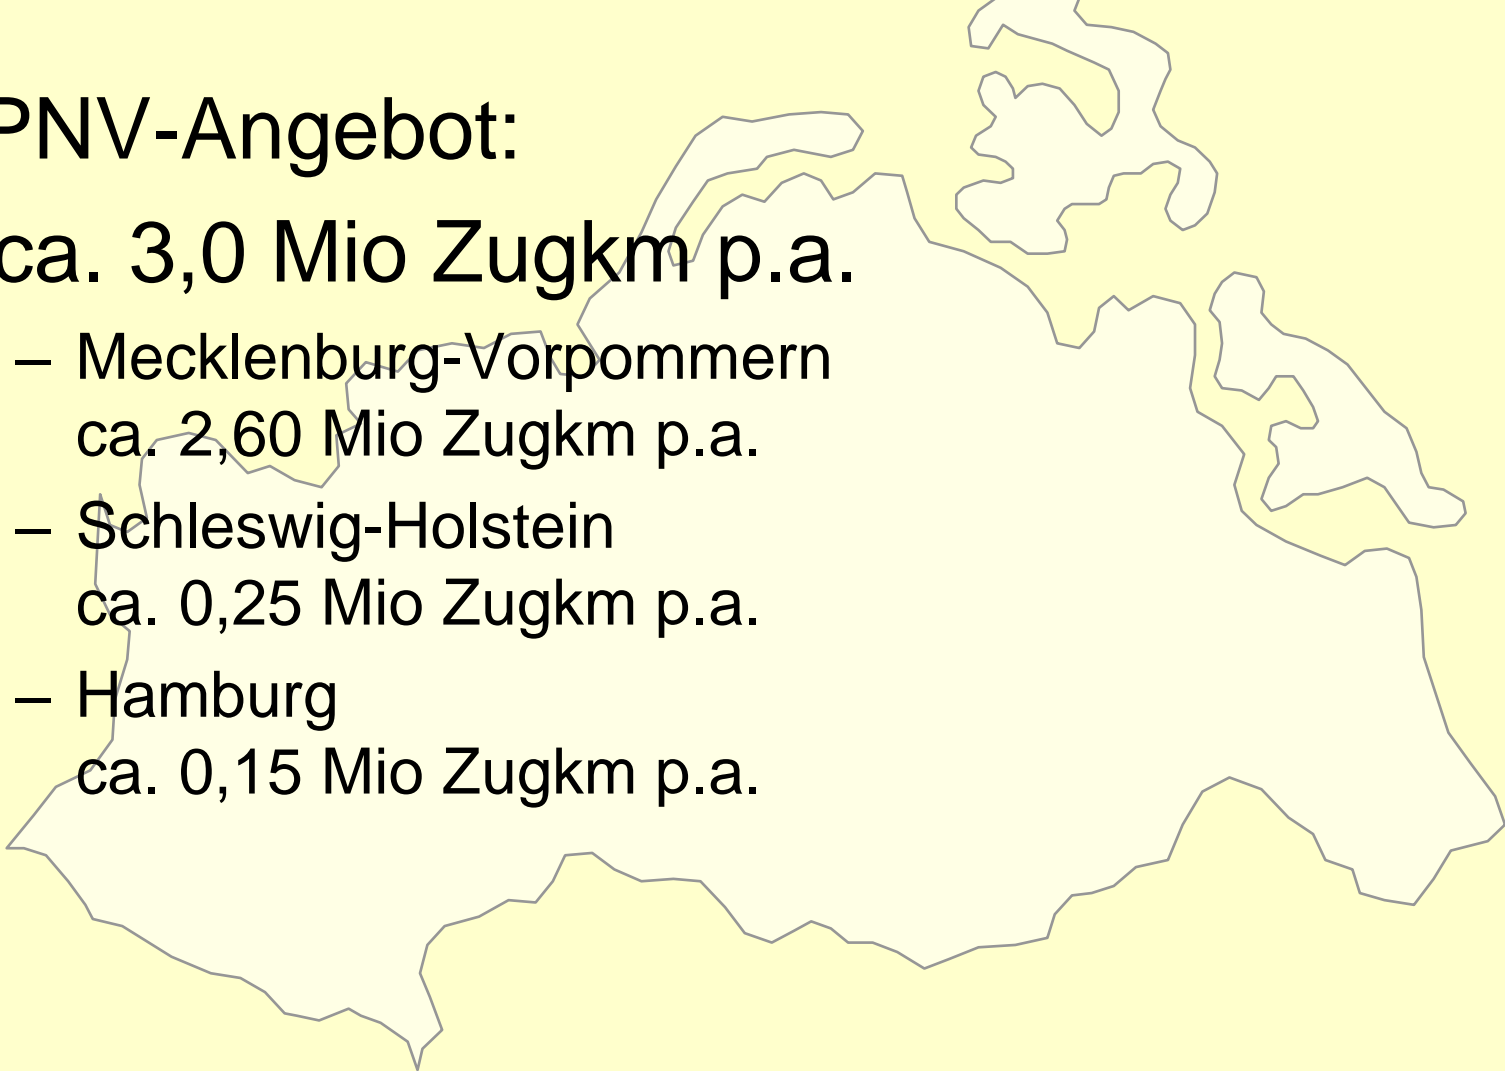 PNV-Angebot:
ca. 3,0 Mio Zugkm p.a.
– Mecklenburg-Vorpommern
ca. 2,60 Mio Zugkm p.a.
– Schleswig-Holstein
ca. 0,25 Mio Zugkm p.a.
– Hamburg
ca. 0,15 Mio Zugkm p.a.